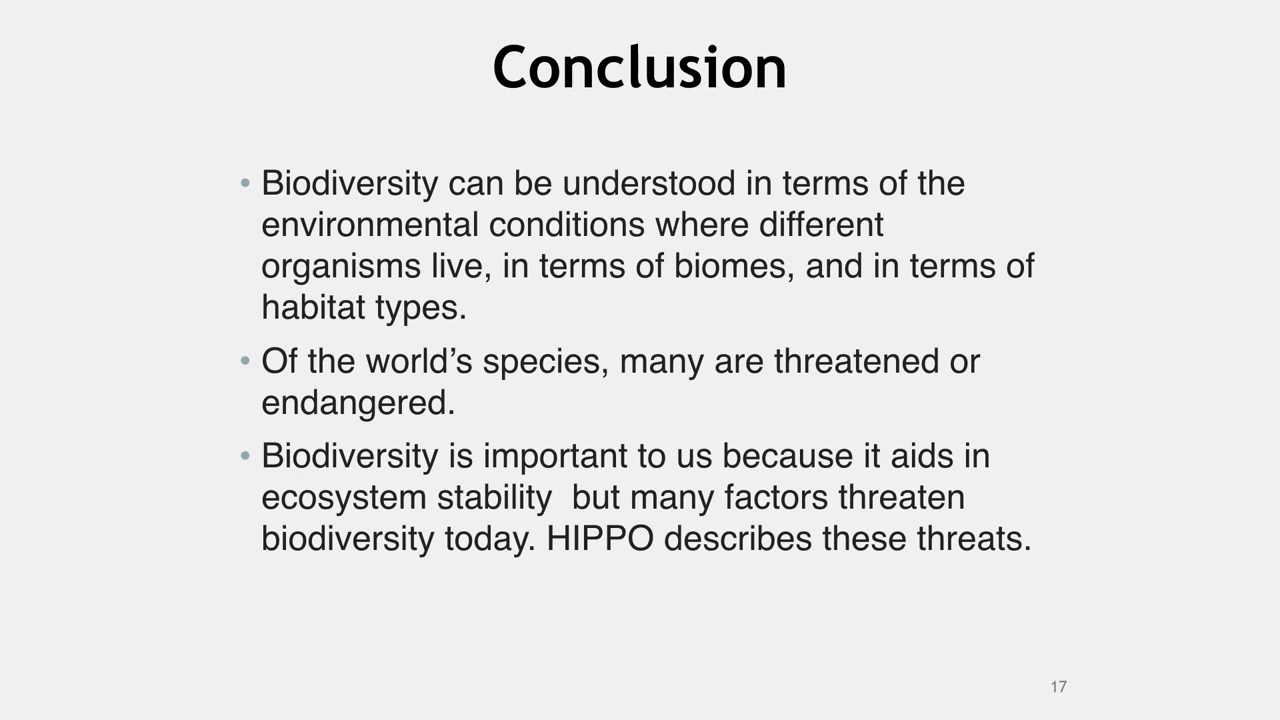 Conclusion
• Biodiversity can be understood in terms of the
environmental conditions where different
organisms live, in terms of biomes, and in terms of
habitat types.
• Of the world’s species, many are threatened or
endangered.
• Biodiversity is important to us because it aids in
ecosystem stability  but many factors threaten
biodiversity today. HIPPO describes these threats.
17